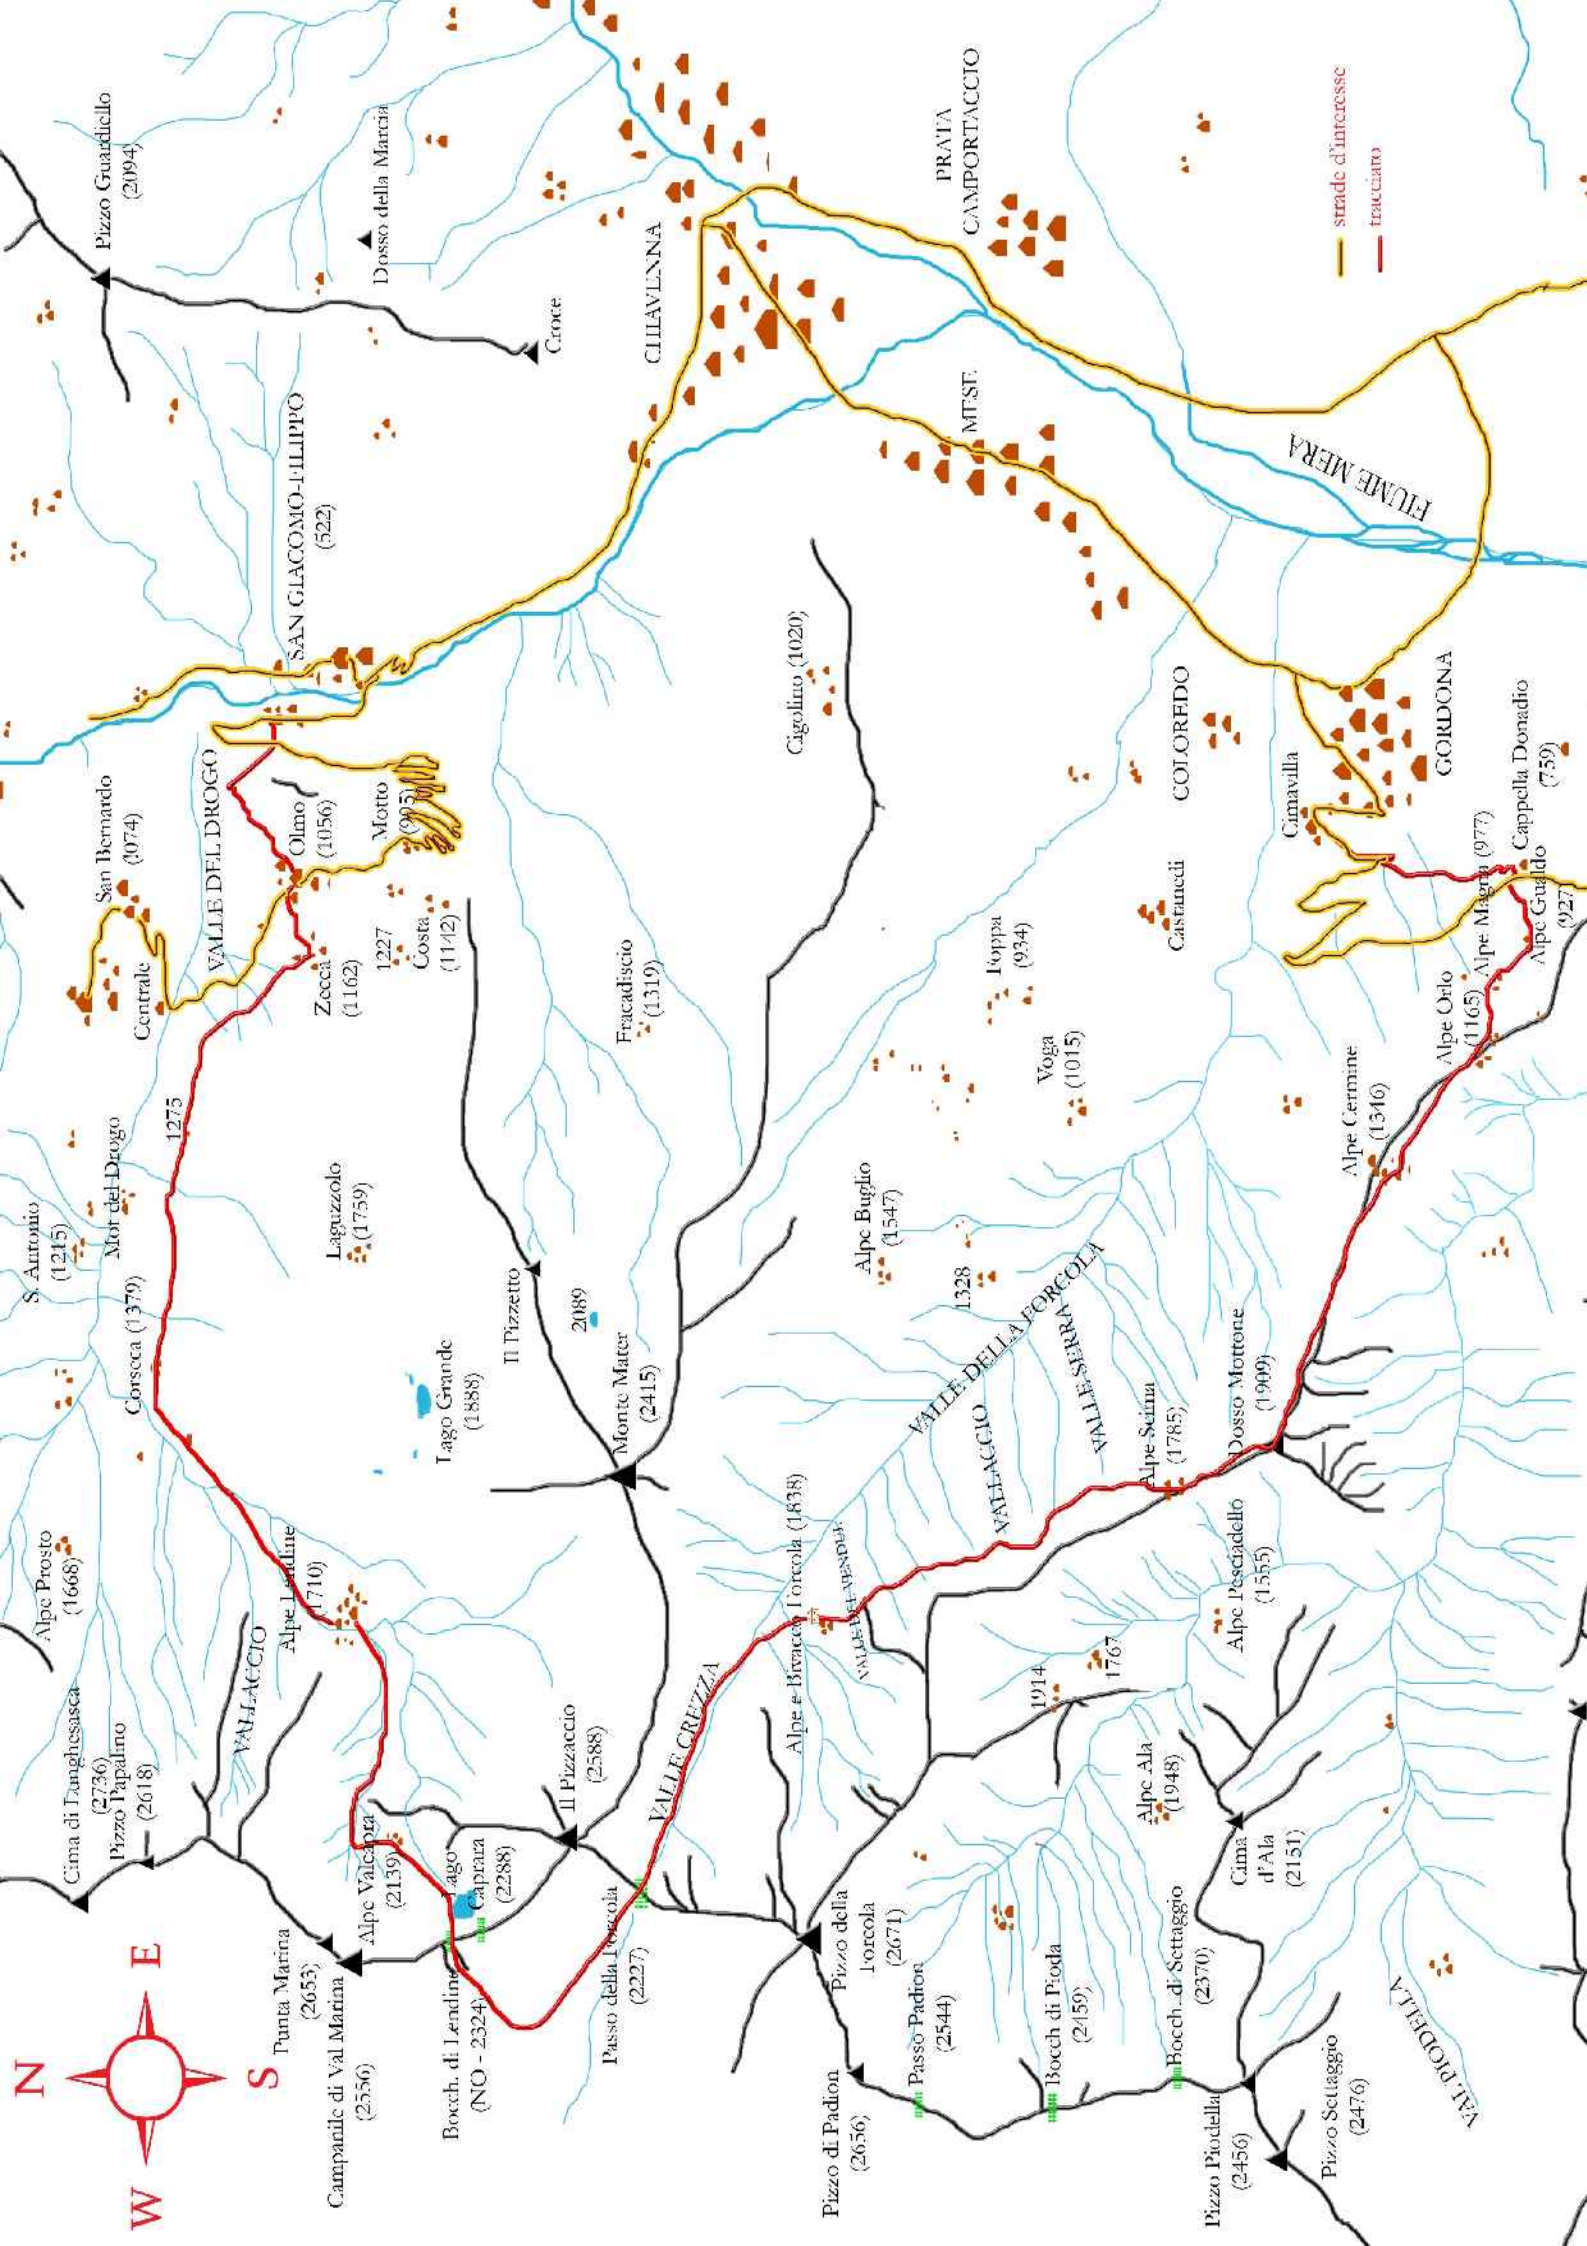 N
W
E
S
Cima di Lunghesasca
(2736)
Pizzo Papalino
(2618)
Alpe Prosto
(1668)
S. Antonio
(1215)
Mot del Drogo
Corseca (1379)
1275
Centrale
San Bernardo
(1074)
VALLE DEL DROGO
Pizzo Guardiello
(2094)
Dosso della Marcia
Croce
SAN GIACOMO-FILIPPO
(522)
Olmo
(1056)
Motto
(995)
Zecca
(1162)
1227
Costa
(1142)
Laguzzolo
(1759)
VALLACCIO
Alpe Lendine
(1710)
Punta Marina
(2653)
Campanile di Val Marina
(2556)
Alpe Valcapra
(2139)
Lago
Caprara
(2288)
Bocch. di Lendine
(NO - 2324)
Lago Grande
(1888)
Il Pizzetto
2089
Il Pizzaccio
(2588)
Monte Mater
(2415)
Fracadiscio
(1319)
CHIAVENNA
Passo della Forcola
(2227)
VALLE CREZZA
Cigolino (1020)
Alpe e Bivacco Forcola (1838)
Alpe Buglio
(1547)
1328
PRATA
CAMPORTACCIO
MESE
Pizzo della
Forcola
(2671)
Pizzo di Padion
(2656)
Passo Padion
(2544)
VALLE DELLA FORCOLA
VALLACCIO
VALLE SERRA
Foppa
(934)
Voga
(1015)
1914
1767
Bocch di Pioda
(2459)
Alpe Ala
(1948)
Castanedi
COLOREDO
Bocch. di Settaggio
(2370)
Alpe Pesciadello
(1555)
Dosso Mottone
(1909)
(1785)
Cima
d'Ala
(2151)
Pizzo Piodella
(2456)
Pizzo Settaggio
(2476)
VAL PIODELLA
Cimavilla
FIUME MERA
Alpe Cermine
(1346)
Alpe Orlo
(1165)
Alpe Magna (977)
Alpe Gualdo
(927)
Cappella Donadio
(759)
GORDONA
strade d'interesse
tracciato